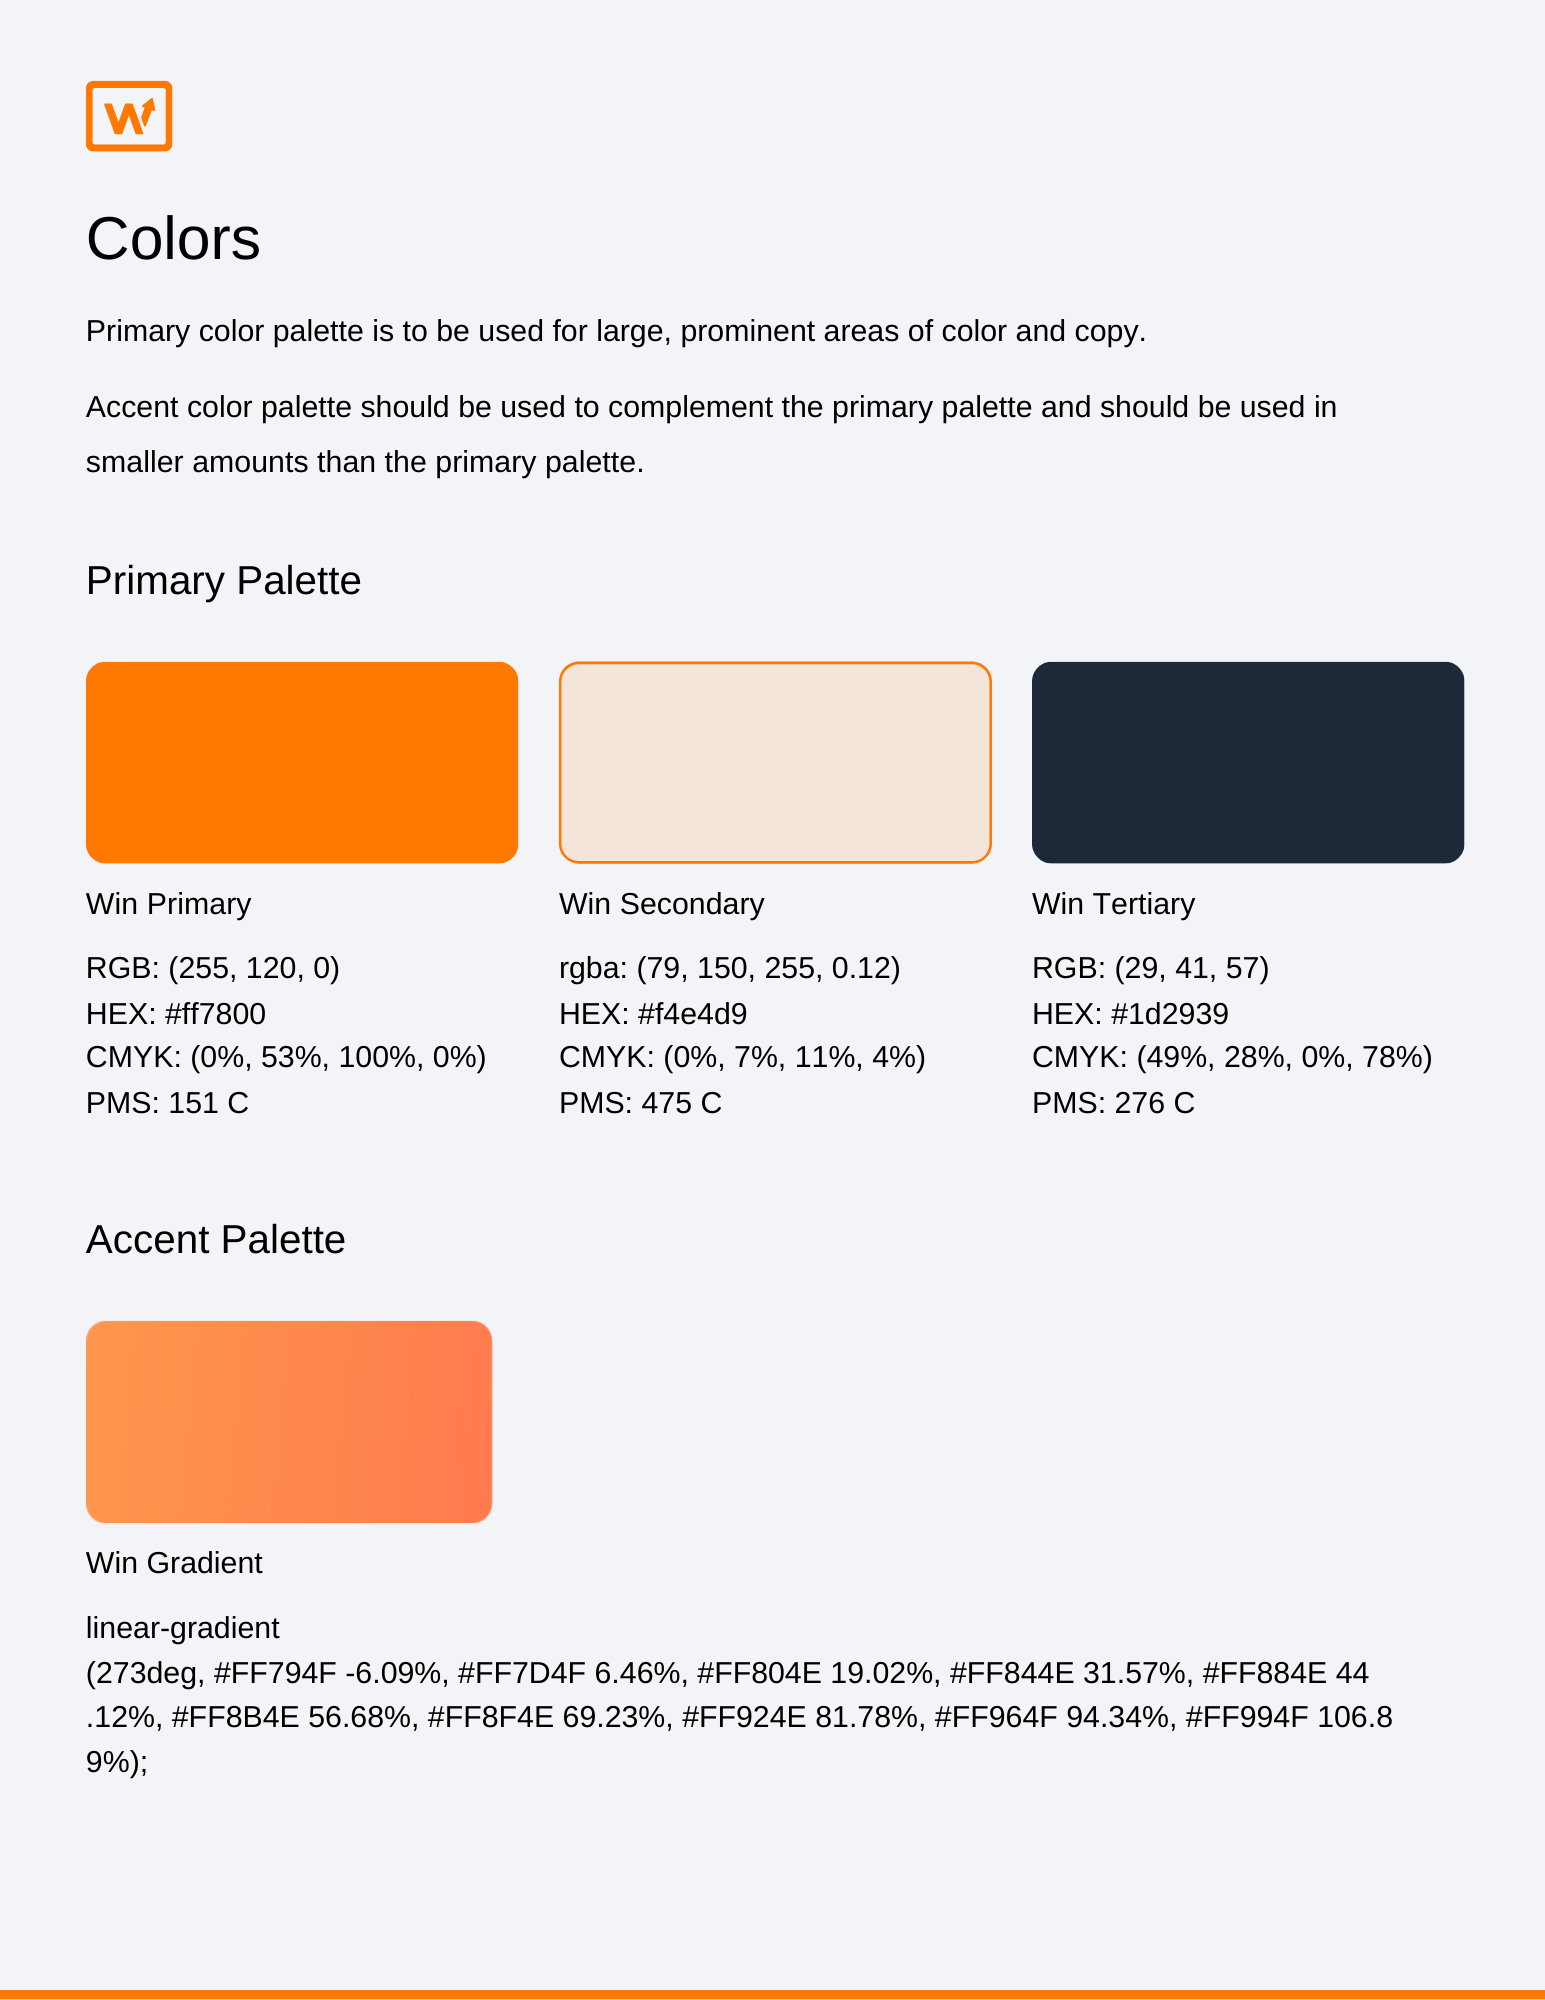 W
Colors
Primary color palette is to be used for large, prominent areas of color and copy.
Accent color palette should be used to complement the primary palette and should be used in
smaller amounts than the primary palette.
Primary Palette
Win Primary
RGB: (255, 120, 0)
HEX: #ff7800
CMYK: (0%, 53%, 100%, 0%)
PMS: 151 C
Win Secondary
rgba: (79, 150, 255, 0.12)
HEX: #f4e4d9
CMYK: (0%, 7%, 11%, 4%)
PMS: 475 C
Win Tertiary
RGB: (29, 41, 57)
HEX: #1d2939
CMYK: (49%, 28%, 0%, 78%)
PMS: 276 C
Accent Palette
Win Gradient
linear-gradient
(273deg, #FF794F -6.09%, #FF7D4F 6.46%, #FF804E 19.02%, #FF844E 31.57%, #FF884E 44
.12%, #FF8B4E 56.68%, #FF8F4E 69.23%, #FF924E 81.78%, #FF964F 94.34%, #FF994F 106.8
9%);